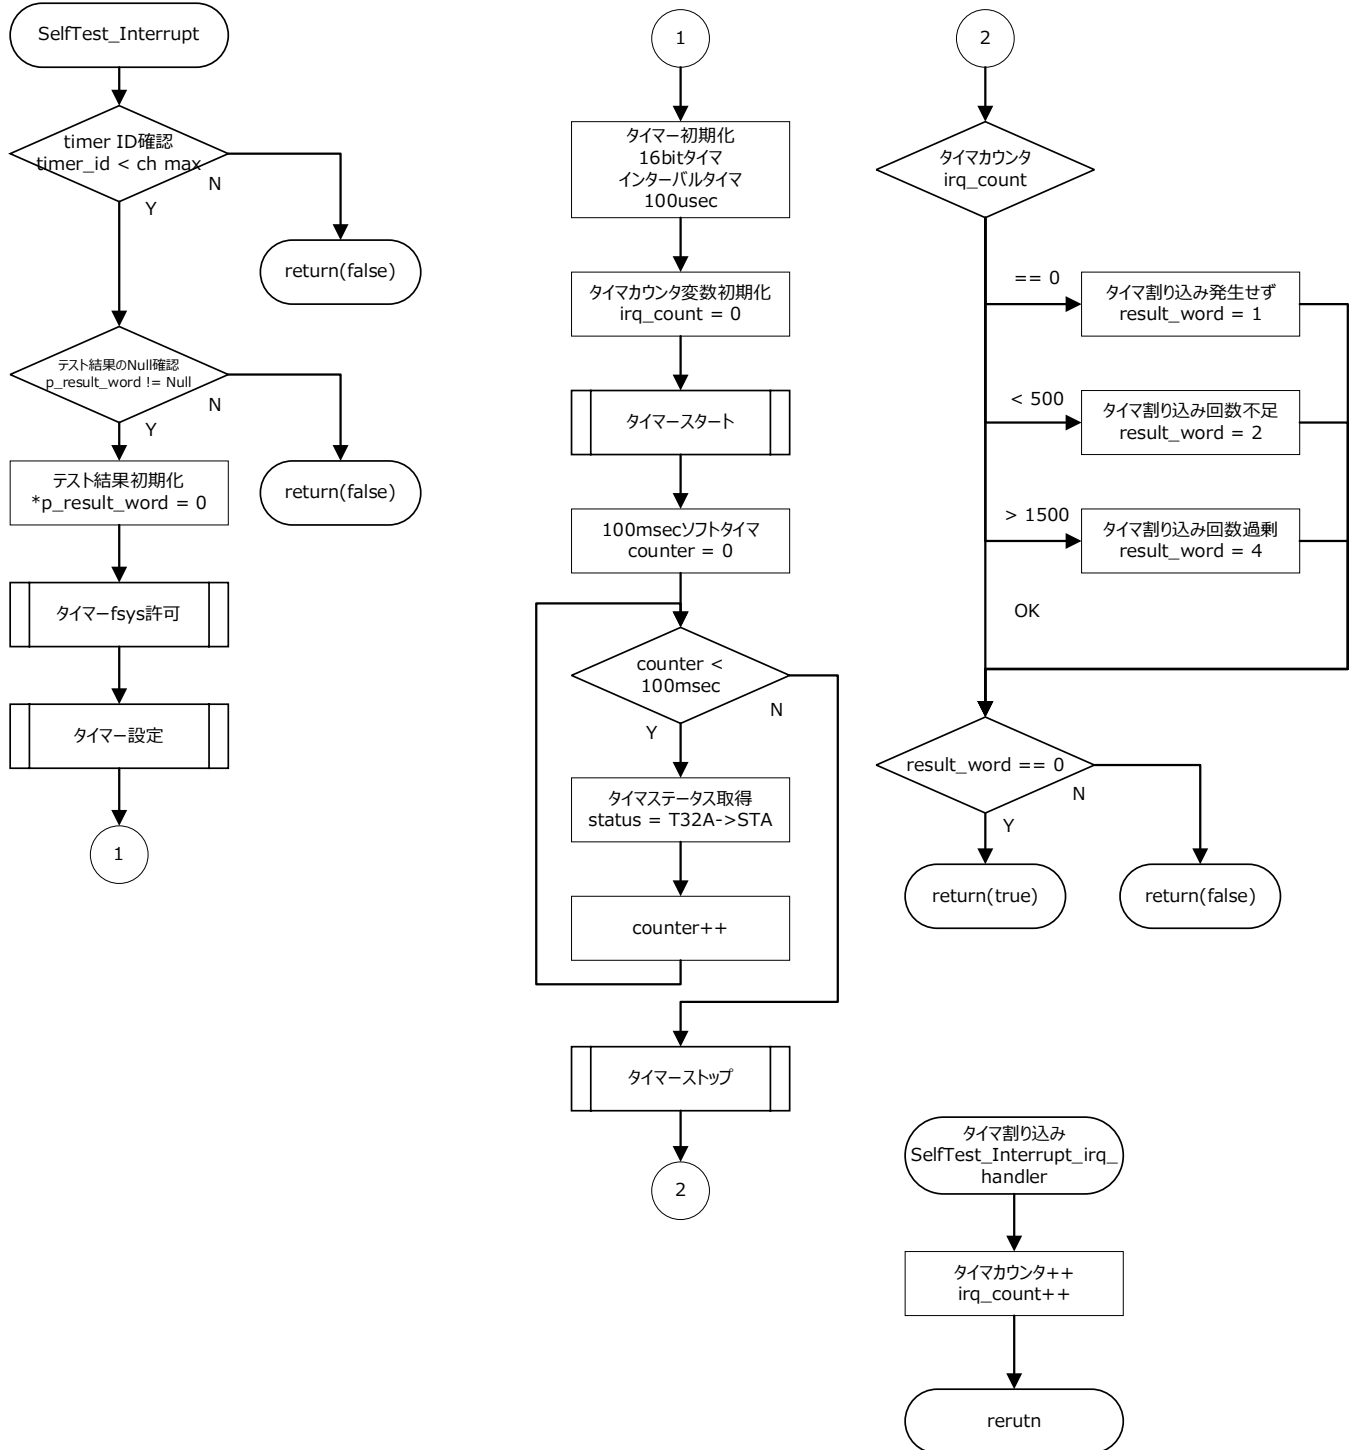 SelfTest_Interrupt
timer ID確認
timer_id < ch max
N
Y
return(false)
テスト結果のNull確認
p_result_word != Null
N
Y
テスト結果初期化
*p_result_word = 0
return(false)
タイマーfsys許可
タイマー設定
1
1
タイマー初期化
16bitタイマ
インターバルタイマ
100usec
タイマカウンタ変数初期化
irq_count = 0
タイマースタート
100msecソフトタイマ
counter = 0
counter <
100msec
N
Y
タイマステータス取得
status = T32A->STA
counter++
タイマーストップ
2
2
タイマカウンタ
irq_count
== 0
タイマ割り込み発生せず
result_word = 1
< 500
タイマ割り込み回数不足
result_word = 2
> 1500
タイマ割り込み回数過剰
result_word = 4
OK
result_word == 0
N
Y
return(true)
return(false)
タイマ割り込み
SelfTest_Interrupt_irq_
handler
タイマカウンタ++
irq_count++
rerutn